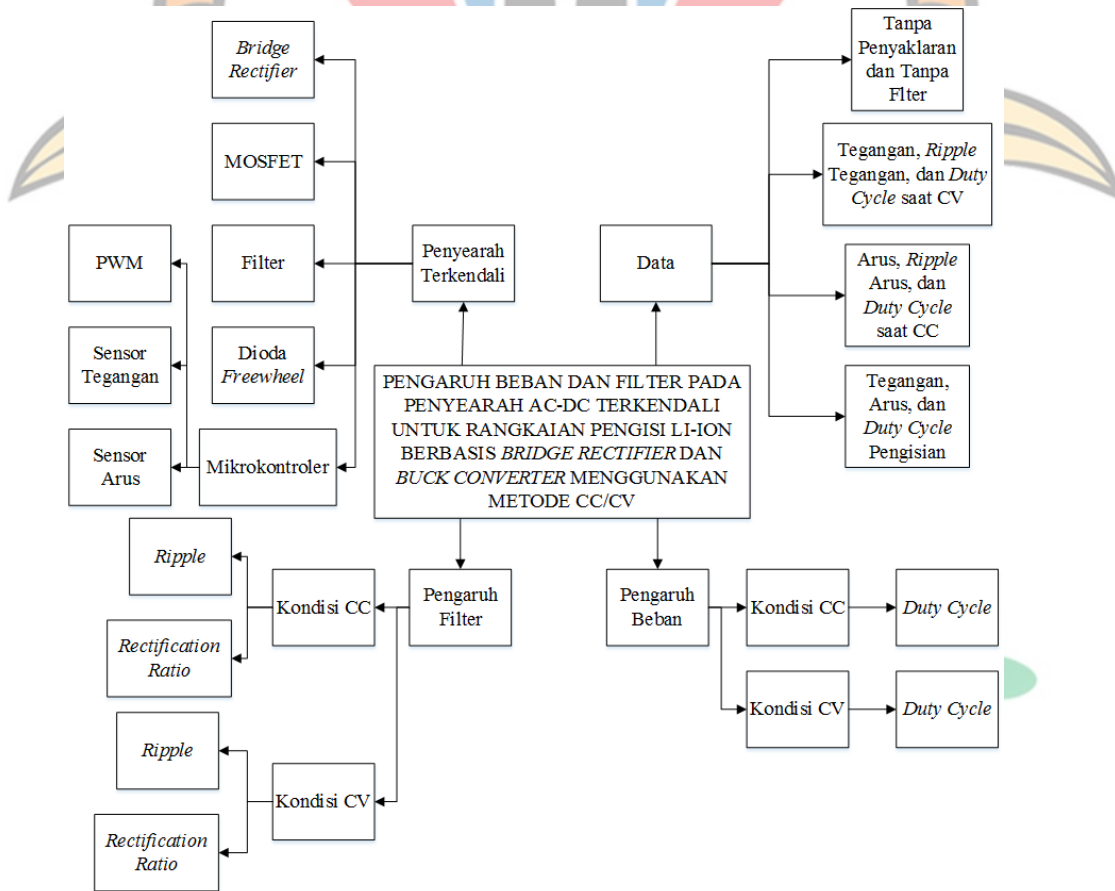 Bridge
Rectifier
MOSFET
Filter
Dioda
Freewheel
Mikrokontroler
PWM
Sensor
Tegangan
Sensor
Arus
Penyearah
Terkendali
Data
Tanpa
Penyaklaran
dan Tanpa
Flter
Tegangan, Ripple
Tegangan, dan Duty
Cycle saat CV
Arus, Ripple
Arus, dan
Duty Cycle
saat CC
Tegangan,
Arus, dan
Duty Cycle
Pengisian
PENGARUH BEBAN DAN FILTER PADA
PENYEARAH AC-DC TERKENDALI
UNTUK RANGKAIAN PENGISI LI-ION
BERBASIS BRIDGE RECTIFIER DAN
BUCK CONVERTER MENGGUNAKAN
METODE CC/CV
Pengaruh
Filter
Kondisi CC
Ripple
Rectification
Ratio
Kondisi CV
Ripple
Rectification
Ratio
Pengaruh
Beban
Kondisi CC
Duty Cycle
Kondisi CV
Duty Cycle